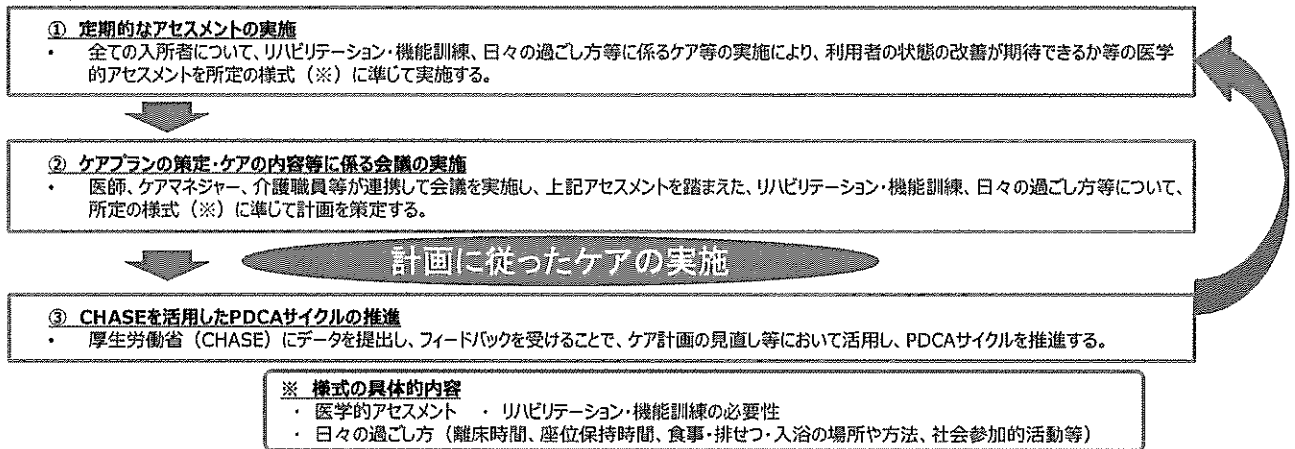 ① 定期的なアセスメントの実施
・ 全ての入所者について、リハビリテーション・機能訓練、日々の過ごし方等に係るケア等の実施により、利用者の状態の改善が期待できるか等の医学
的アセスメントを所定の様式（※）に準じて実施する。
② ケアプランの策定・ケアの内容等に係る会議の実施
・ 医師、ケアマネジャー、介護職員等が連携して会議を実施し、上記アセスメントを踏まえた、リハビリテーション・機能訓練、日々の過ごし方等について、
所定の様式（※）に準じて計画を策定する。
計画に従ったケアの実施
③ CHASEを活用したPDCAサイクルの推進
・ 厚生労働省（CHASE）にデータを提出し、フィードバックを受けることで、ケア計画の見直し等において活用し、PDCAサイクルを推進する。
※ 様式の具体的内容
・ 医学的アセスメント ・ リハビリテーション・機能訓練の必要性
・ 日々の過ごし方（離床時間、座位保持時間、食事・排せつ・入浴の場所や方法、社会参加的活動等）